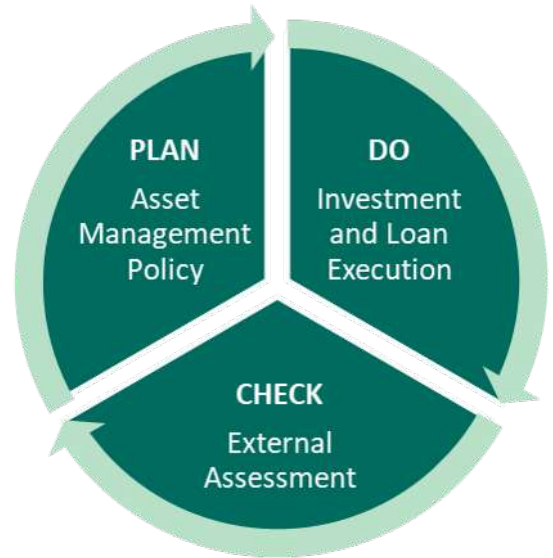 PLAN
Asset
Management
Policy
DO
Investment
and Loan
Execution
CHECK
External
Assessment